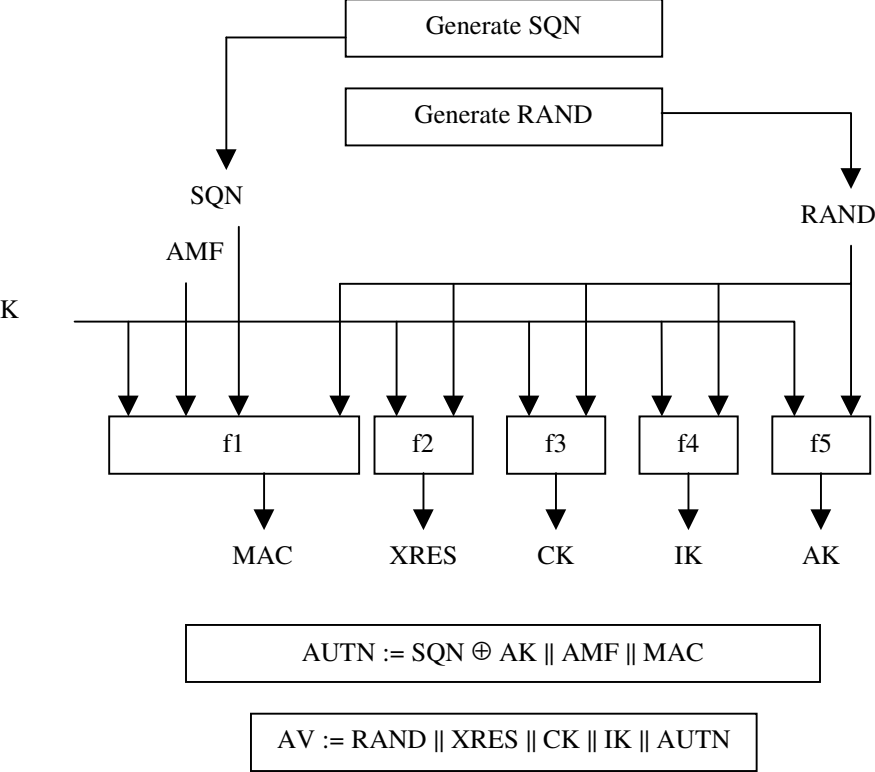 Generate SQN
Generate RAND
SQN
RAND
AMF
K
f1 f2 f3 f4 f5
MAC XRES CK IK AK
AUTN := SQN ⊕ AK || AMF || MAC
AV := RAND || XRES || CK || IK || AUTN